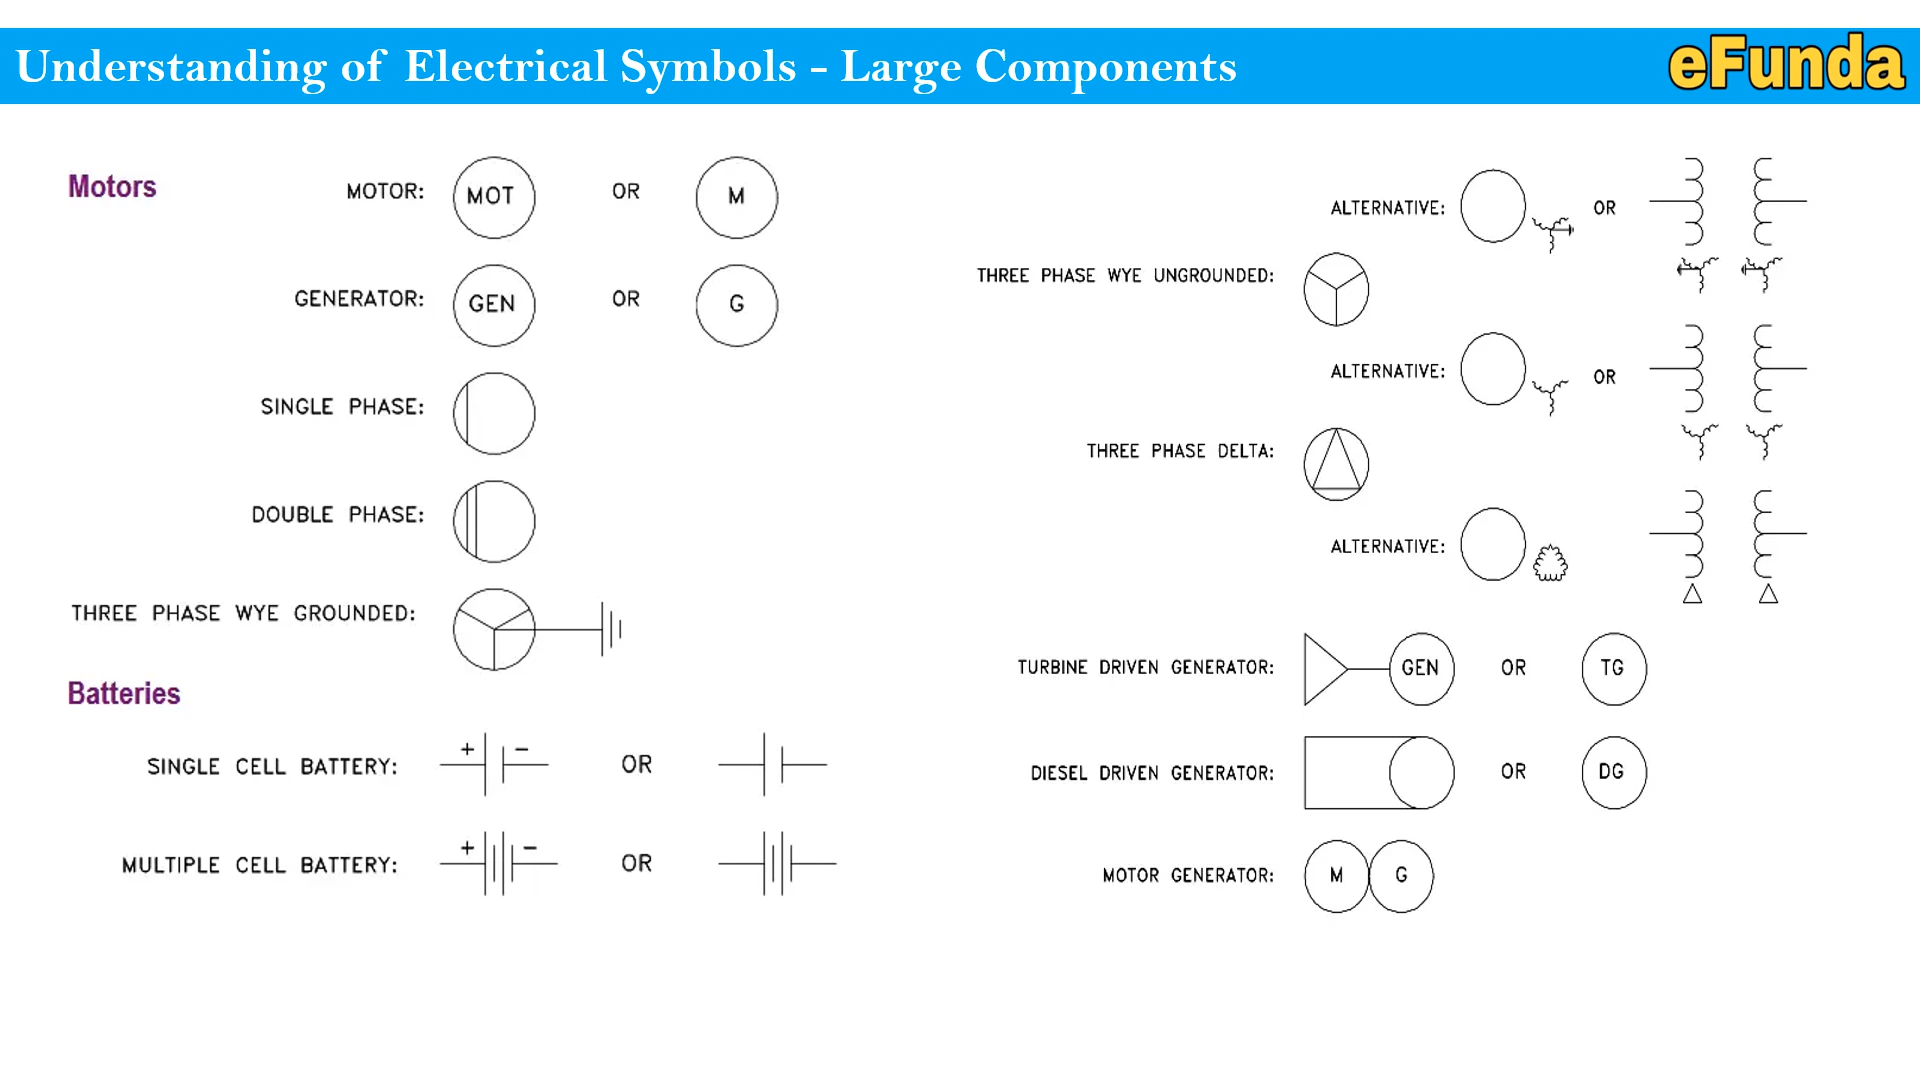 Understanding of Electrical Symbols - Large Components
eFunda
Motors
MOTOR: MOT OR M
GENERATOR: GEN OR G
SINGLE PHASE:
DOUBLE PHASE:
THREE PHASE WYE GROUNDED:
Batteries
SINGLE CELL BATTERY: + - OR
MULTIPLE CELL BATTERY: + - OR
ALTERNATIVE: OR
THREE PHASE WYE UNGROUNDED:
ALTERNATIVE: OR
THREE PHASE DELTA:
ALTERNATIVE:
TURBINE DRIVEN GENERATOR: GEN OR TG
DIESEL DRIVEN GENERATOR: OR DG
MOTOR GENERATOR: M G